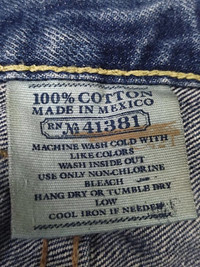 100% COTTON
MADE IN MEXICO
RN № 41381
MACHINE WASH COLD WITH
LIKE COLORS
WASH INSIDE OUT
USE ONLY NON-CHLORINE
BLEACH
HANG DRY OR TUMBLE DRY
LOW
COOL IRON IF NEEDED